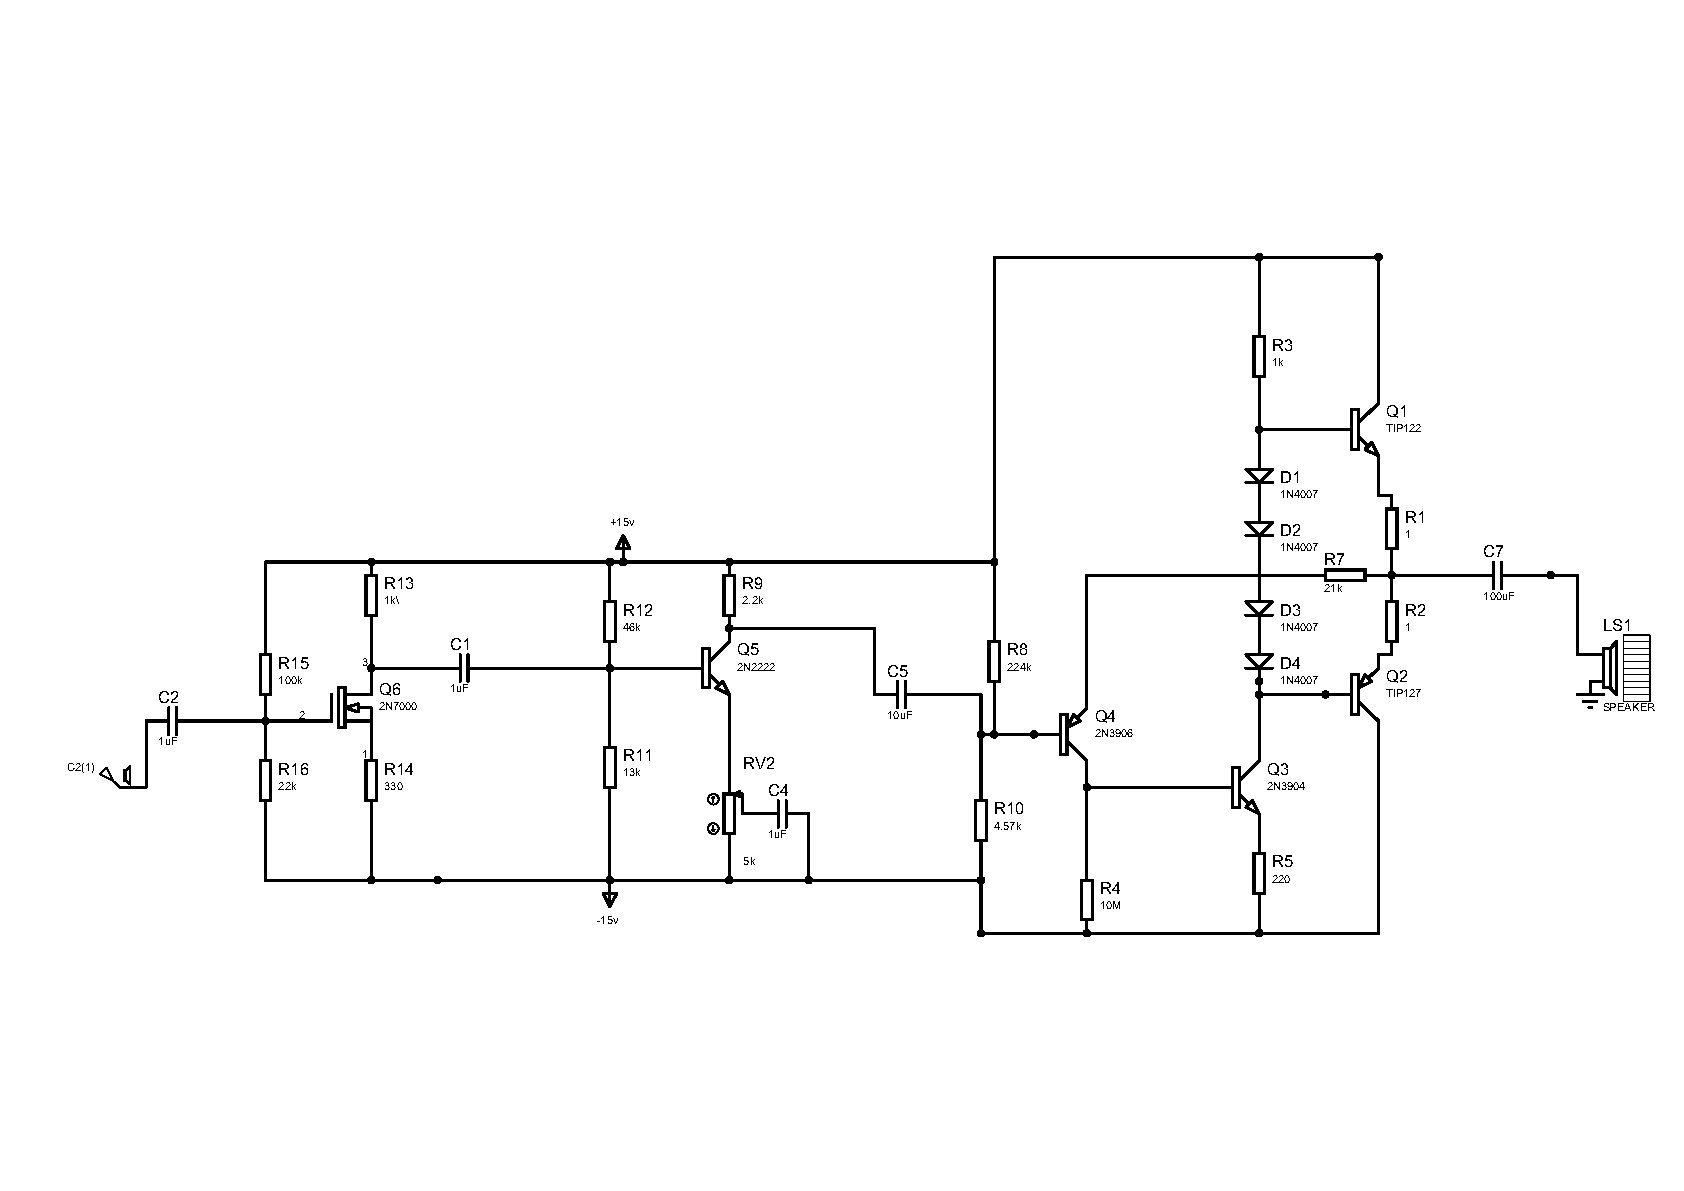 R3
1k
Q1
TIP122
D1
1N4007
R1
1
+15v
D2
1N4007
C7
100uF
R7
21k
R13
1k\
R9
2.2k
R12
46k
D3
1N4007
R2
1
LS1
SPEAKER
C1
1uF
Q5
2N2222
R8
224k
R15
100k
3
Q6
2N7000
2
1
C5
10uF
D4
1N4007
Q2
TIP127
C2
1uF
Q4
2N3906
C2(1)
R16
22k
R14
330
R11
13k
RV2
5k
C4
1uF
Q3
2N3904
R10
4.57k
R5
220
R4
10M
-15v